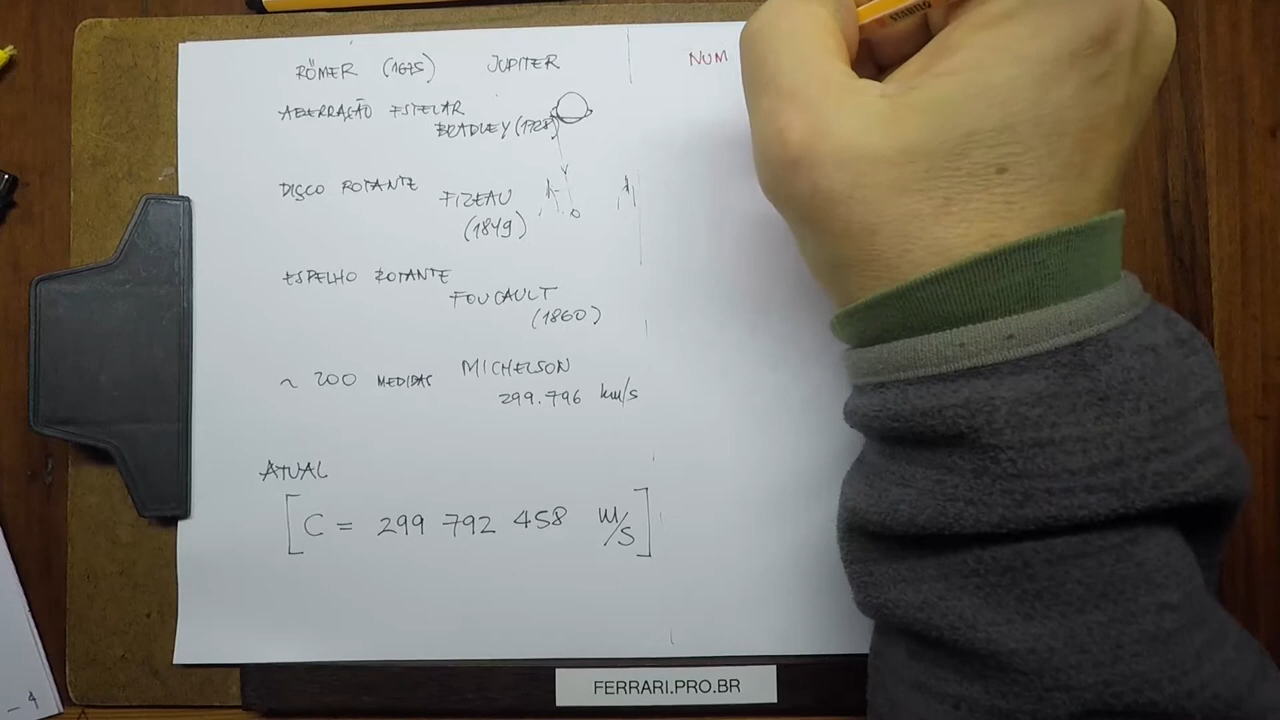 RÖMER (1675) JUPITER
ABERRAÇÃO ESTELAR
BRADLEY (1728)
DISCO ROTANTE FIZEAU
(1849)
ESPELHO ROTANTE
FOUCAULT
(1860)
~ 200 MEDIDAS MICHELSON
299.796 km/s
ATUAL
[C = 299 792 458 m/s]
NUM
STABILO
FERRARI.PRO.BR